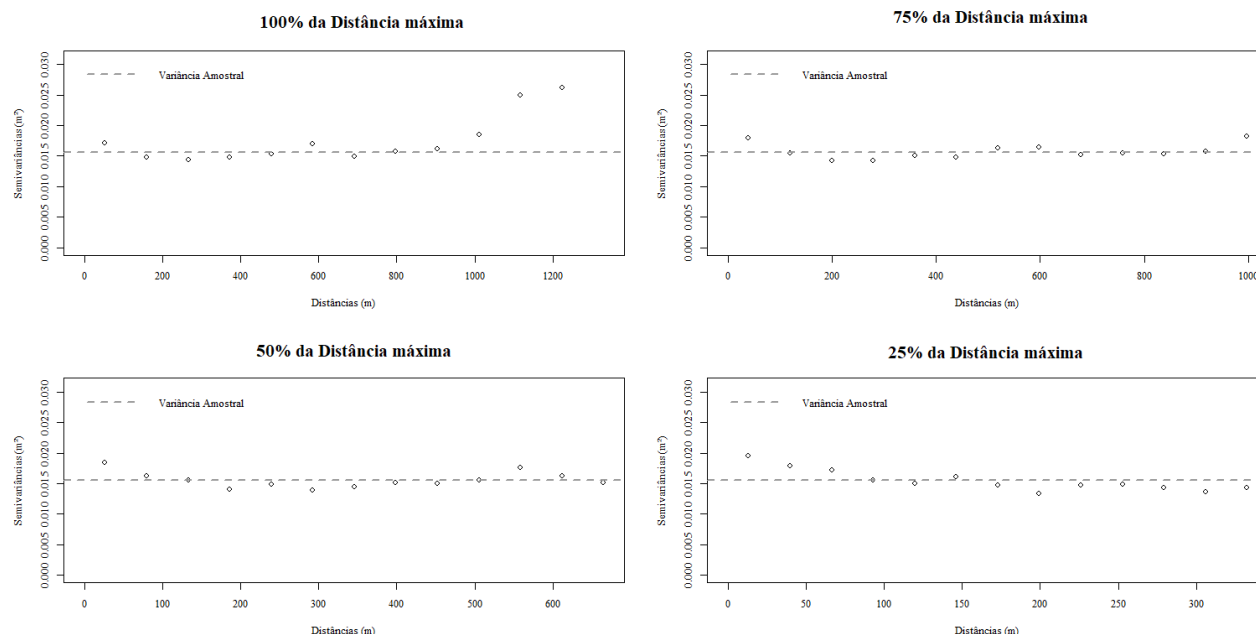 100% da Distância máxima
Semivariâncias (m²)
0.000 0.005 0.010 0.015 0.020 0.025 0.030
Variância Amostral
0 200 400 600 800 1000 1200
Distâncias (m)
75% da Distância máxima
Semivariâncias (m²)
0.000 0.005 0.010 0.015 0.020 0.025 0.030
Variância Amostral
0 200 400 600 800 1000
Distâncias (m)
50% da Distância máxima
Semivariâncias (m²)
0.000 0.005 0.010 0.015 0.020 0.025 0.030
Variância Amostral
0 100 200 300 400 500 600
Distâncias (m)
25% da Distância máxima
Semivariâncias (m²)
0.000 0.005 0.010 0.015 0.020 0.025 0.030
Variância Amostral
0 50 100 150 200 250 300
Distâncias (m)